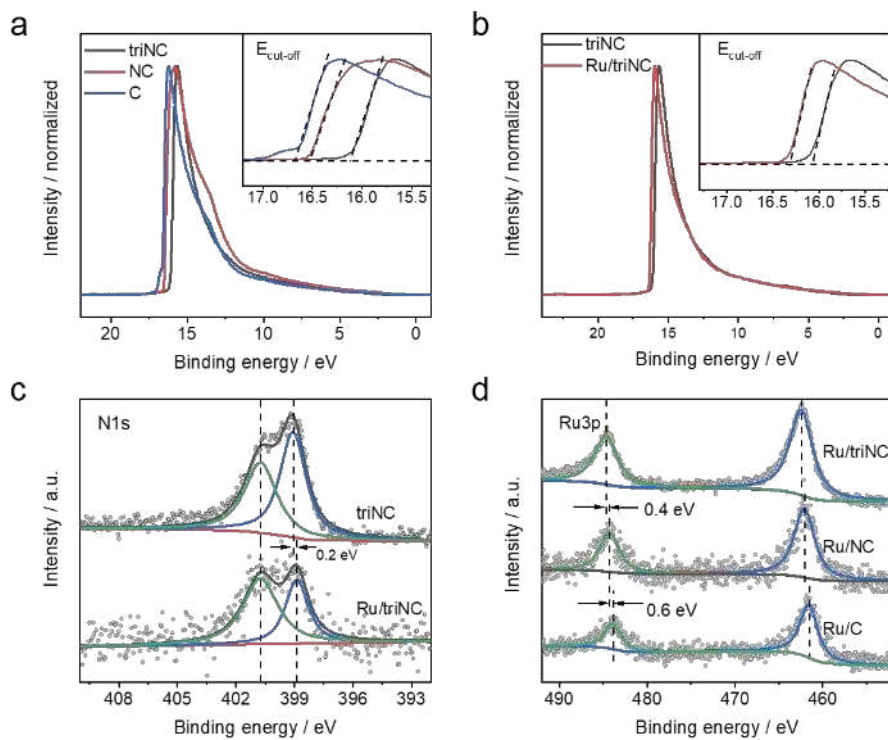 a
triNC
NC
C
E_cut-off
17.0 16.5 16.0 15.5
Intensity / normalized
20 15 10 5 0
Binding energy / eV
b
triNC
Ru/triNC
E_cut-off
17.0 16.5 16.0 15.5
Intensity / normalized
20 15 10 5 0
Binding energy / eV
c
N1s
triNC
0.2 eV
Ru/triNC
Intensity / a.u.
408 405 402 399 396 393
Binding energy / eV
d
Ru3p
Ru/triNC
0.4 eV
Ru/NC
0.6 eV
Ru/C
Intensity / a.u.
490 480 470 460
Binding energy / eV